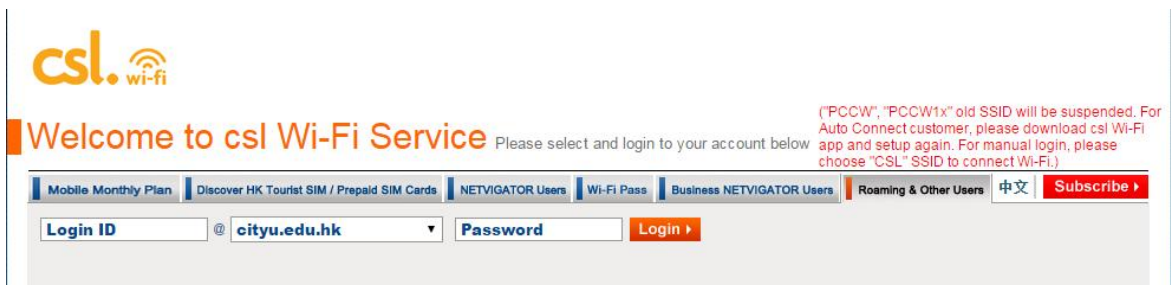 csl. wi-fi
("PCCW", "PCCW1x" old SSID will be suspended. For
Auto Connect customer, please download csl Wi-Fi
app and setup again. For manual login, please
choose "CSL" SSID to connect Wi-Fi.)
Welcome to csl Wi-Fi Service Please select and login to your account below
Mobile Monthly Plan Discover HK Tourist SIM / Prepaid SIM Cards NETVIGATOR Users Wi-Fi Pass Business NETVIGATOR Users Roaming & Other Users 中文 Subscribe
Login ID @ cityu.edu.hk Password Login